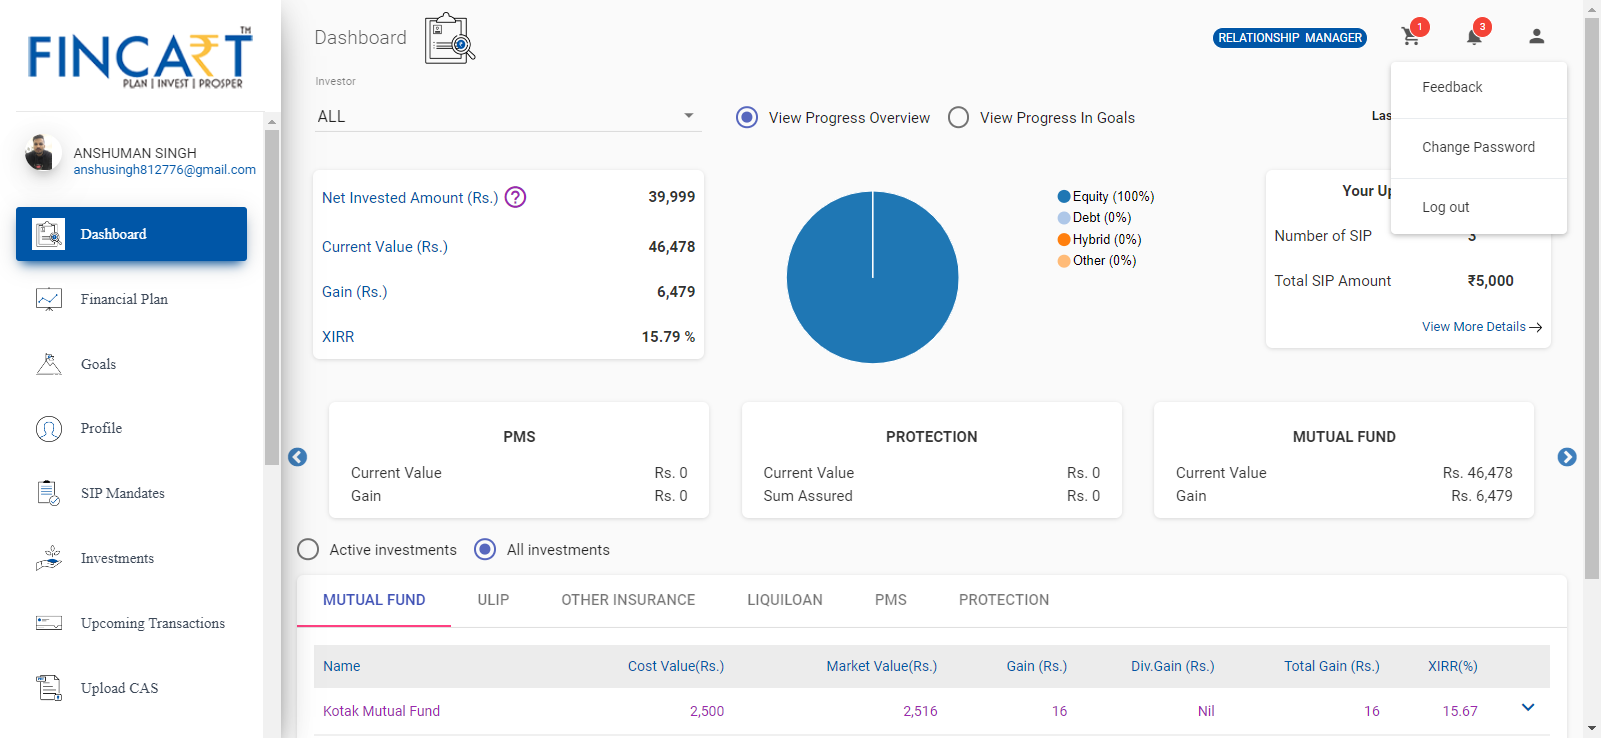 FINCART™
PLAN | INVEST | PROSPER
ANSHUMAN SINGH
anshusingh812776@gmail.com
Dashboard
Financial Plan
Goals
Profile
SIP Mandates
Investments
Upcoming Transactions
Upload CAS
Dashboard
RELATIONSHIP MANAGER
1
3
Feedback
Change Password
Log out
Investor
ALL
View Progress Overview
View Progress In Goals
Las
Net Invested Amount (Rs.) ? 39,999
Current Value (Rs.) 46,478
Gain (Rs.) 6,479
XIRR 15.79 %
Equity (100%)
Debt (0%)
Hybrid (0%)
Other (0%)
Your Up
Number of SIP 3
Total SIP Amount ₹5,000
View More Details
PMS
Current Value Rs. 0
Gain Rs. 0
PROTECTION
Current Value Rs. 0
Sum Assured Rs. 0
MUTUAL FUND
Current Value Rs. 46,478
Gain Rs. 6,479
Active investments
All investments
MUTUAL FUND ULIP OTHER INSURANCE LIQUILOAN PMS PROTECTION
Name Cost Value(Rs.) Market Value(Rs.) Gain (Rs.) Div.Gain (Rs.) Total Gain (Rs.) XIRR(%)
Kotak Mutual Fund 2,500 2,516 16 Nil 16 15.67